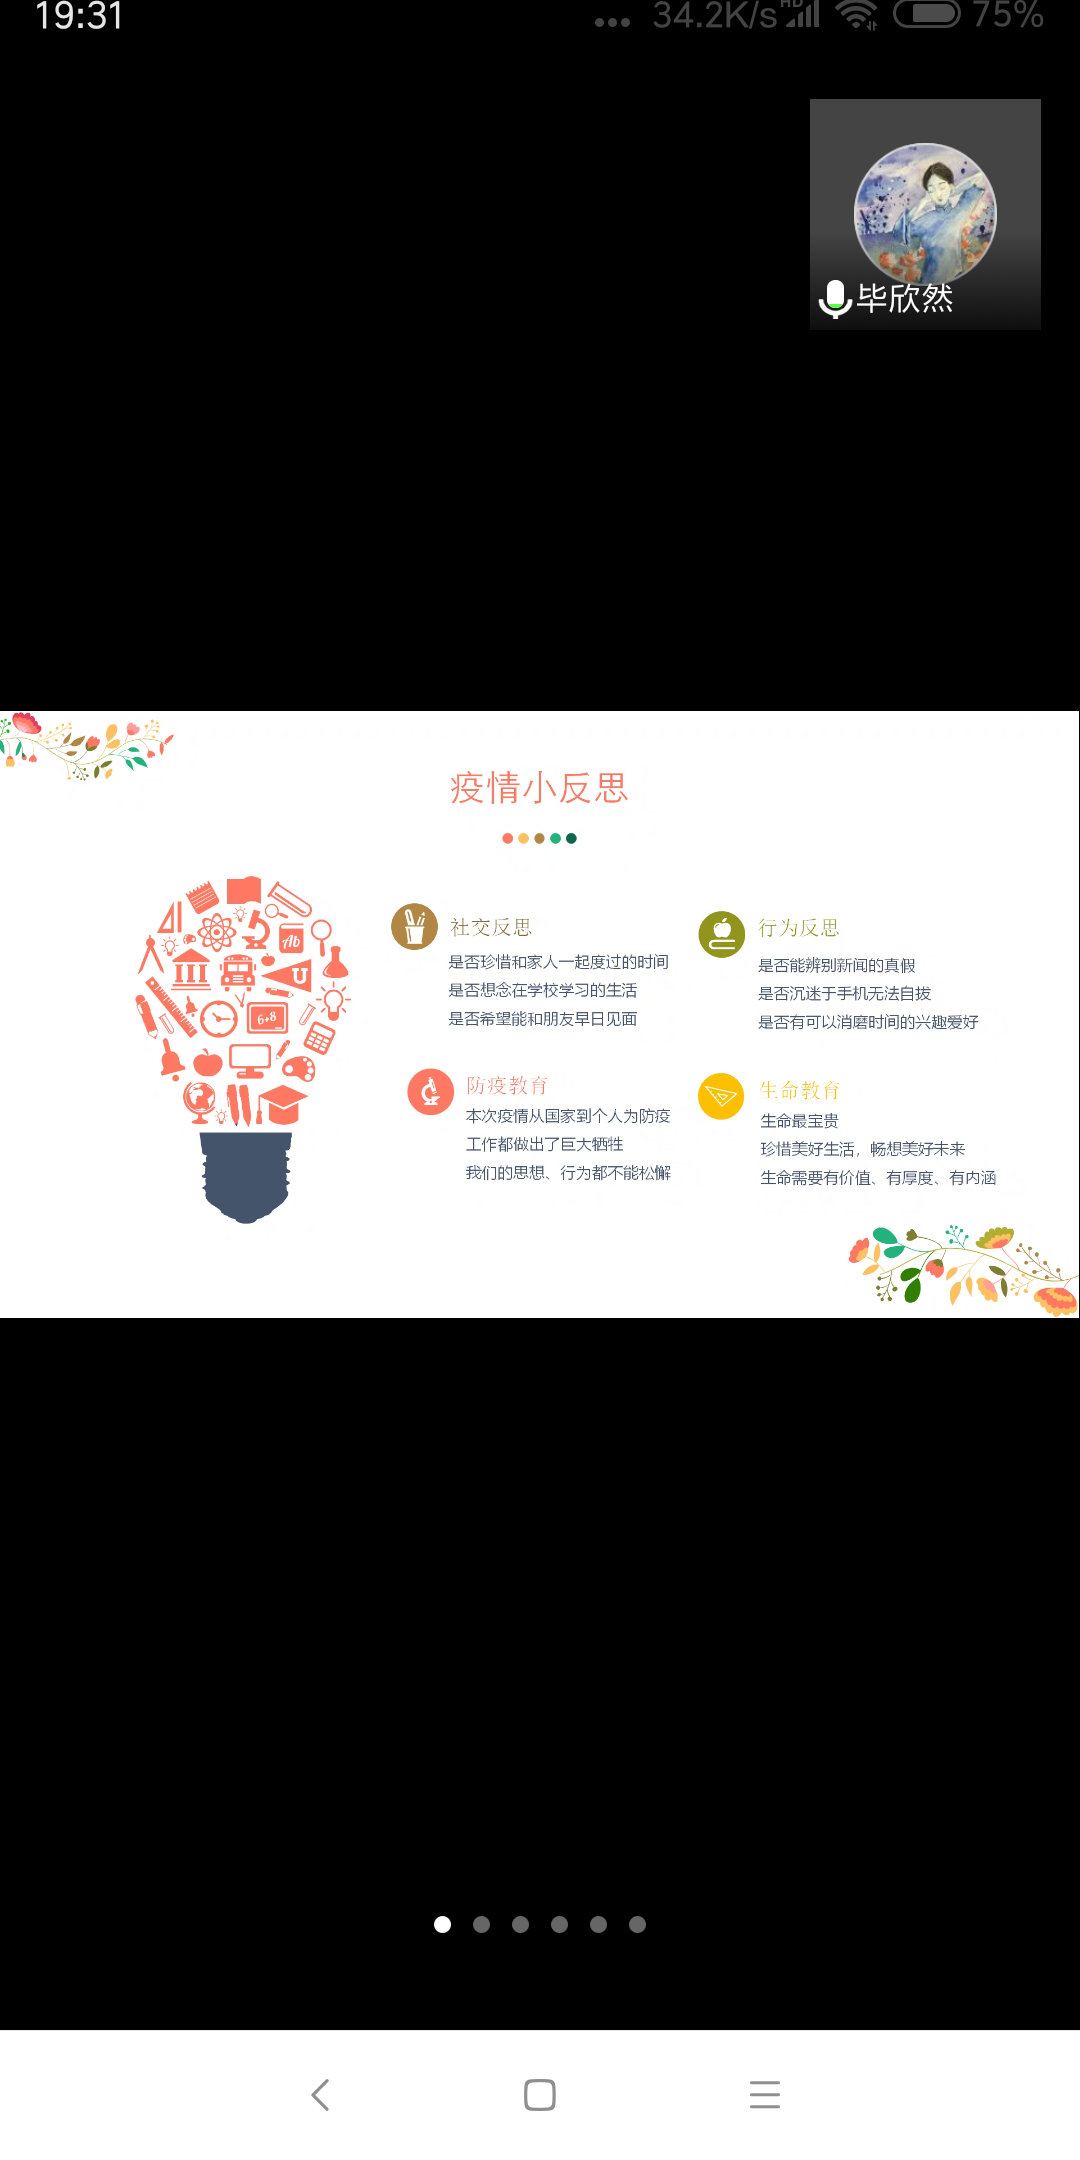 19:31
34.2K/s
HD
75%
毕欣然
疫情小反思
社交反思
是否珍惜和家人一起度过的时间
是否想念在学校学习的生活
是否希望能和朋友早日见面
行为反思
是否能辨别新闻的真假
是否沉迷于手机无法自拔
是否有可以消磨时间的兴趣爱好
防疫教育
本次疫情从国家到个人为防疫
工作都做出了巨大牺牲
我们的思想、行为都不能松懈
生命教育
生命最宝贵
珍惜美好生活，畅想美好未来
生命需要有价值、有厚度、有内涵
Ab
U
6+8